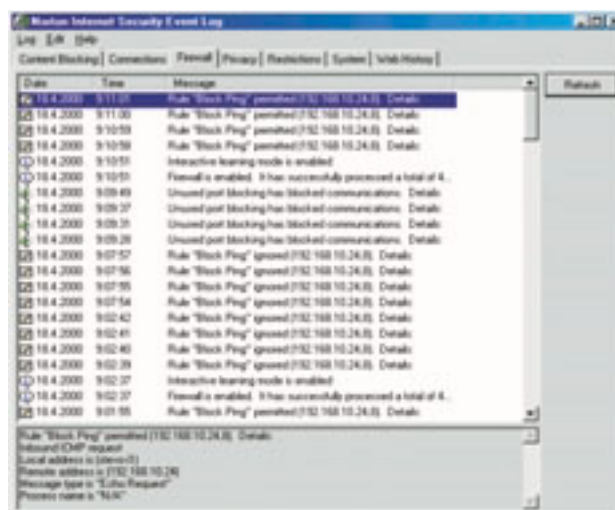 Norton Internet Security Event Log
Log Edit Help
Content Blocking Connections Firewall Privacy Restrictions System Web History
Date Time Message
18.4.2000 9:11:01 Rule "Block Ping" permitted (192.168.10.24,8). Details:
18.4.2000 9:11:00 Rule "Block Ping" permitted (192.168.10.24,8). Details:
18.4.2000 9:10:59 Rule "Block Ping" permitted (192.168.10.24,8). Details:
18.4.2000 9:10:58 Rule "Block Ping" permitted (192.168.10.24,8). Details:
18.4.2000 9:10:51 Interactive learning mode is enabled
18.4.2000 9:10:51 Firewall is enabled. It has successfully processed a total of 4...
18.4.2000 9:09:49 Unused port blocking has blocked communications. Details:
18.4.2000 9:09:37 Unused port blocking has blocked communications. Details:
18.4.2000 9:09:31 Unused port blocking has blocked communications. Details:
18.4.2000 9:09:28 Unused port blocking has blocked communications. Details:
18.4.2000 9:07:57 Rule "Block Ping" ignored (192.168.10.24,8). Details:
18.4.2000 9:07:56 Rule "Block Ping" ignored (192.168.10.24,8). Details:
18.4.2000 9:07:55 Rule "Block Ping" ignored (192.168.10.24,8). Details:
18.4.2000 9:07:54 Rule "Block Ping" ignored (192.168.10.24,8). Details:
18.4.2000 9:02:42 Rule "Block Ping" ignored (192.168.10.24,8). Details:
18.4.2000 9:02:41 Rule "Block Ping" ignored (192.168.10.24,8). Details:
18.4.2000 9:02:40 Rule "Block Ping" ignored (192.168.10.24,8). Details:
18.4.2000 9:02:39 Rule "Block Ping" ignored (192.168.10.24,8). Details:
18.4.2000 9:02:37 Interactive learning mode is enabled
18.4.2000 9:02:37 Firewall is enabled. It has successfully processed a total of 4...
18.4.2000 9:01:55 Rule "Block Ping" permitted (192.168.10.24,8). Details:
Refresh
Rule "Block Ping" permitted (192.168.10.24,8). Details:
Inbound ICMP request
Local address is
Remote address is (192.168.10.24)
Message type is "Echo Request"
Process name is "N/A"